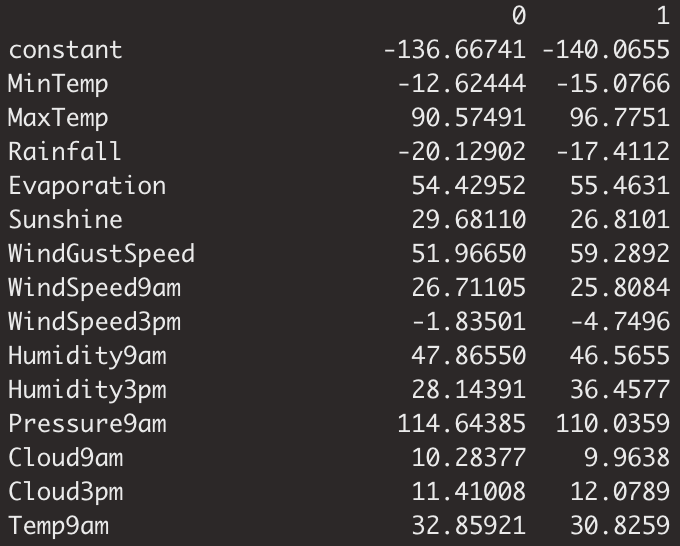 0 1
constant -136.66741 -140.0655
MinTemp -12.62444 -15.0766
MaxTemp 90.57491 96.7751
Rainfall -20.12902 -17.4112
Evaporation 54.42952 55.4631
Sunshine 29.68110 26.8101
WindGustSpeed 51.96650 59.2892
WindSpeed9am 26.71105 25.8084
WindSpeed3pm -1.83501 -4.7496
Humidity9am 47.86550 46.5655
Humidity3pm 28.14391 36.4577
Pressure9am 114.64385 110.0359
Cloud9am 10.28377 9.9638
Cloud3pm 11.41008 12.0789
Temp9am 32.85921 30.8259